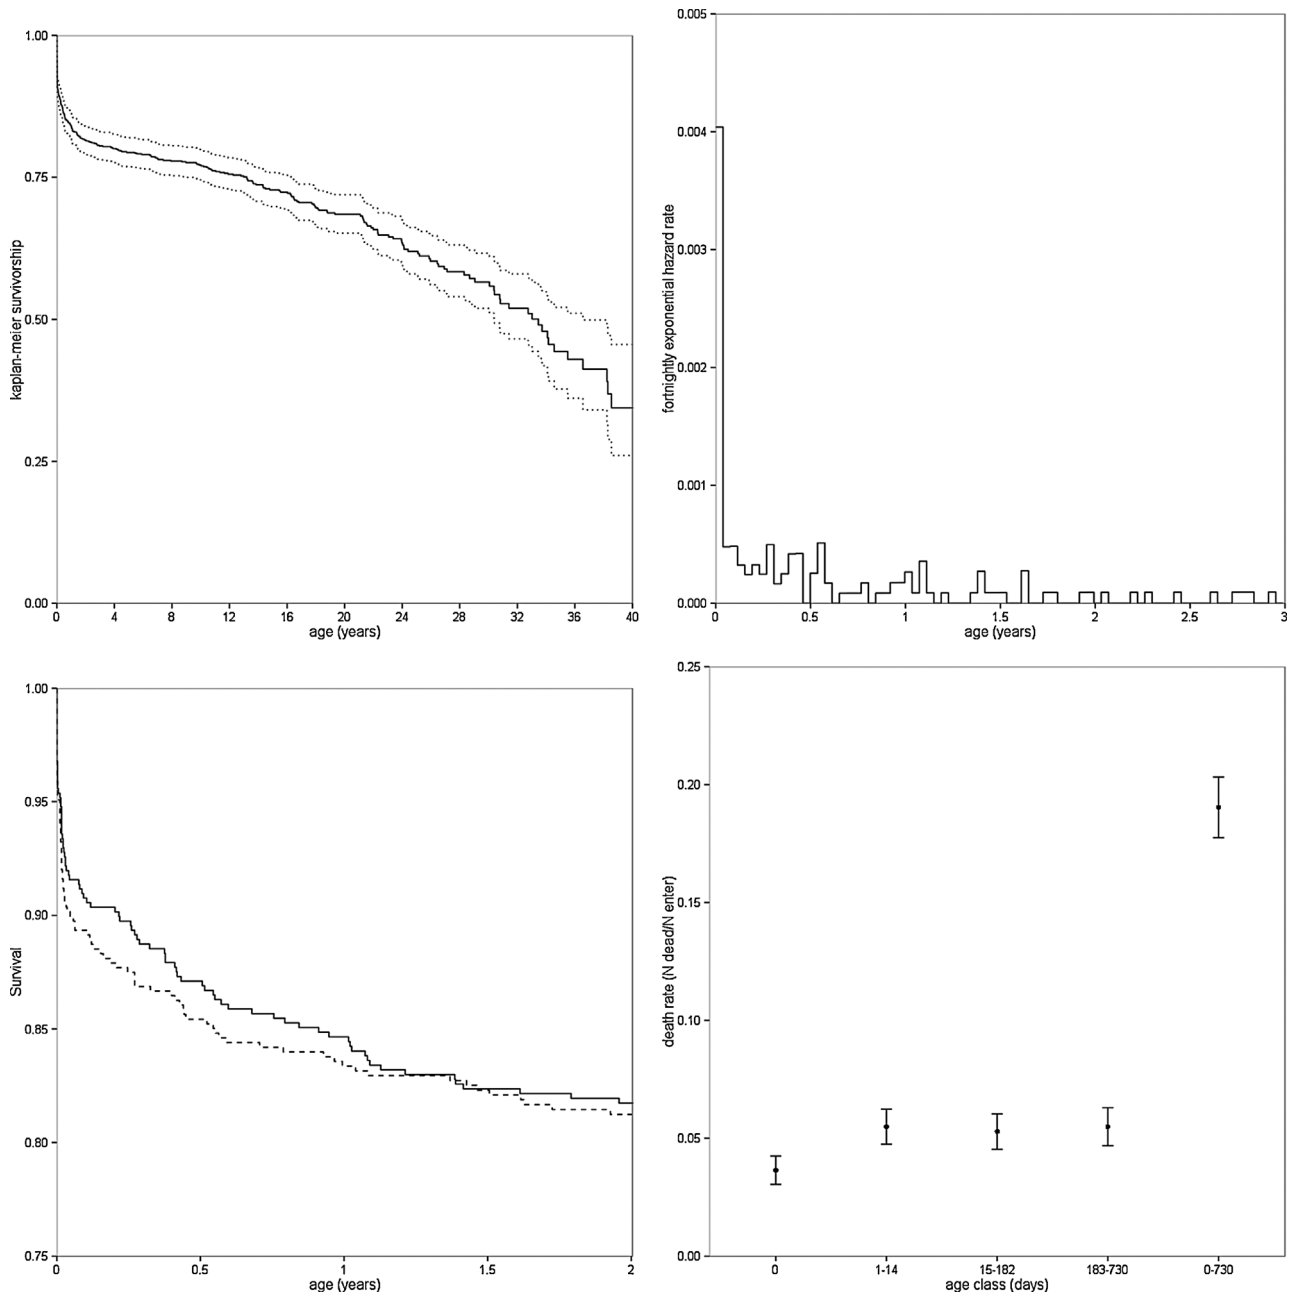 1.00
0.75
0.50
0.25
0.00
kaplan-meier survivorship
0 4 8 12 16 20 24 28 32 36 40
age (years)
0.005
0.004
0.003
0.002
0.001
0.000
fortnightly exponential hazard rate
0 0.5 1 1.5 2 2.5 3
age (years)
1.00
0.95
0.90
0.85
0.80
0.75
Survival
0 0.5 1 1.5 2
age (years)
0.25
0.20
0.15
0.10
0.05
0.00
death rate (N dead/N enter)
0 1-14 15-182 183-730 0-730
age class (days)